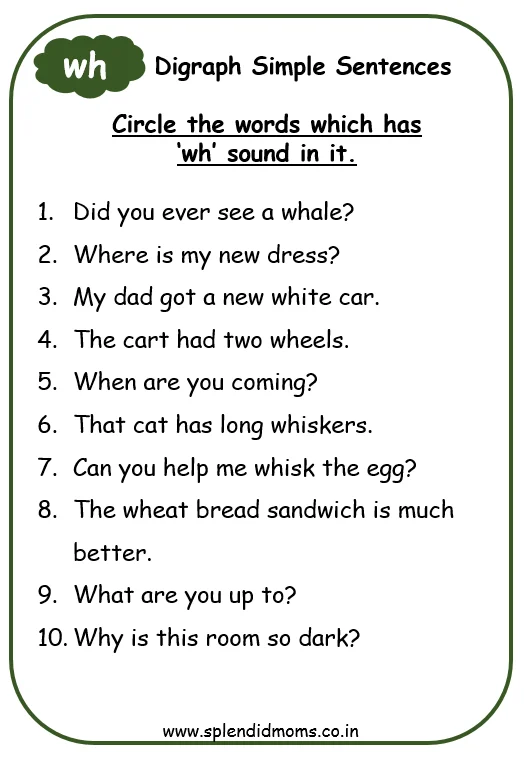 wh Digraph Simple Sentences
Circle the words which has
‘wh’ sound in it.
1. Did you ever see a whale?
2. Where is my new dress?
3. My dad got a new white car.
4. The cart had two wheels.
5. When are you coming?
6. That cat has long whiskers.
7. Can you help me whisk the egg?
8. The wheat bread sandwich is much
better.
9. What are you up to?
10. Why is this room so dark?
www.splendidmoms.co.in